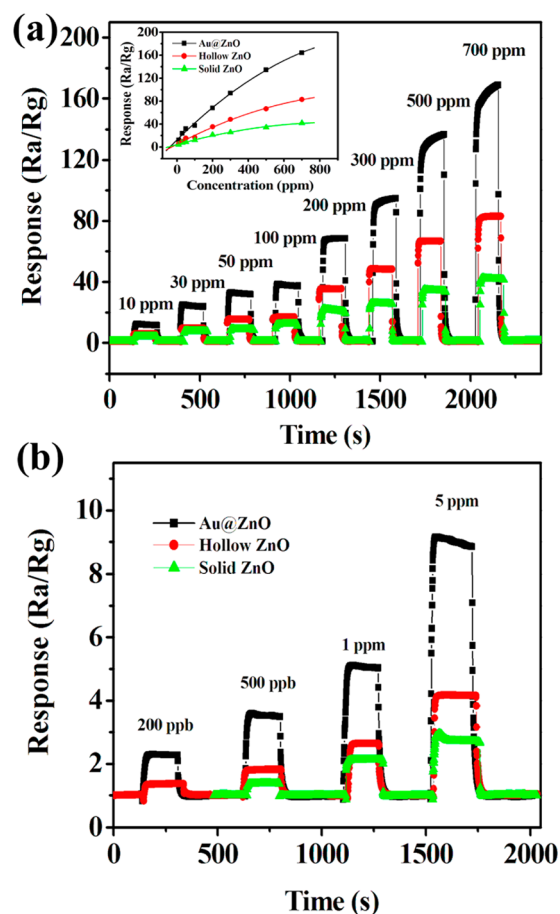 (a)
Response (Ra/Rg)
200
160
120
80
40
0
0 500 1000 1500 2000
Time (s)
10 ppm
30 ppm
50 ppm
100 ppm
200 ppm
300 ppm
500 ppm
700 ppm
Response (Ra/Rg)
200
160
120
80
40
0
0 200 400 600 800
Concentration (ppm)
Au@ZnO
Hollow ZnO
Solid ZnO
(b)
Response (Ra/Rg)
10
8
6
4
2
0
0 500 1000 1500 2000
Time (s)
Au@ZnO
Hollow ZnO
Solid ZnO
200 ppb
500 ppb
1 ppm
5 ppm